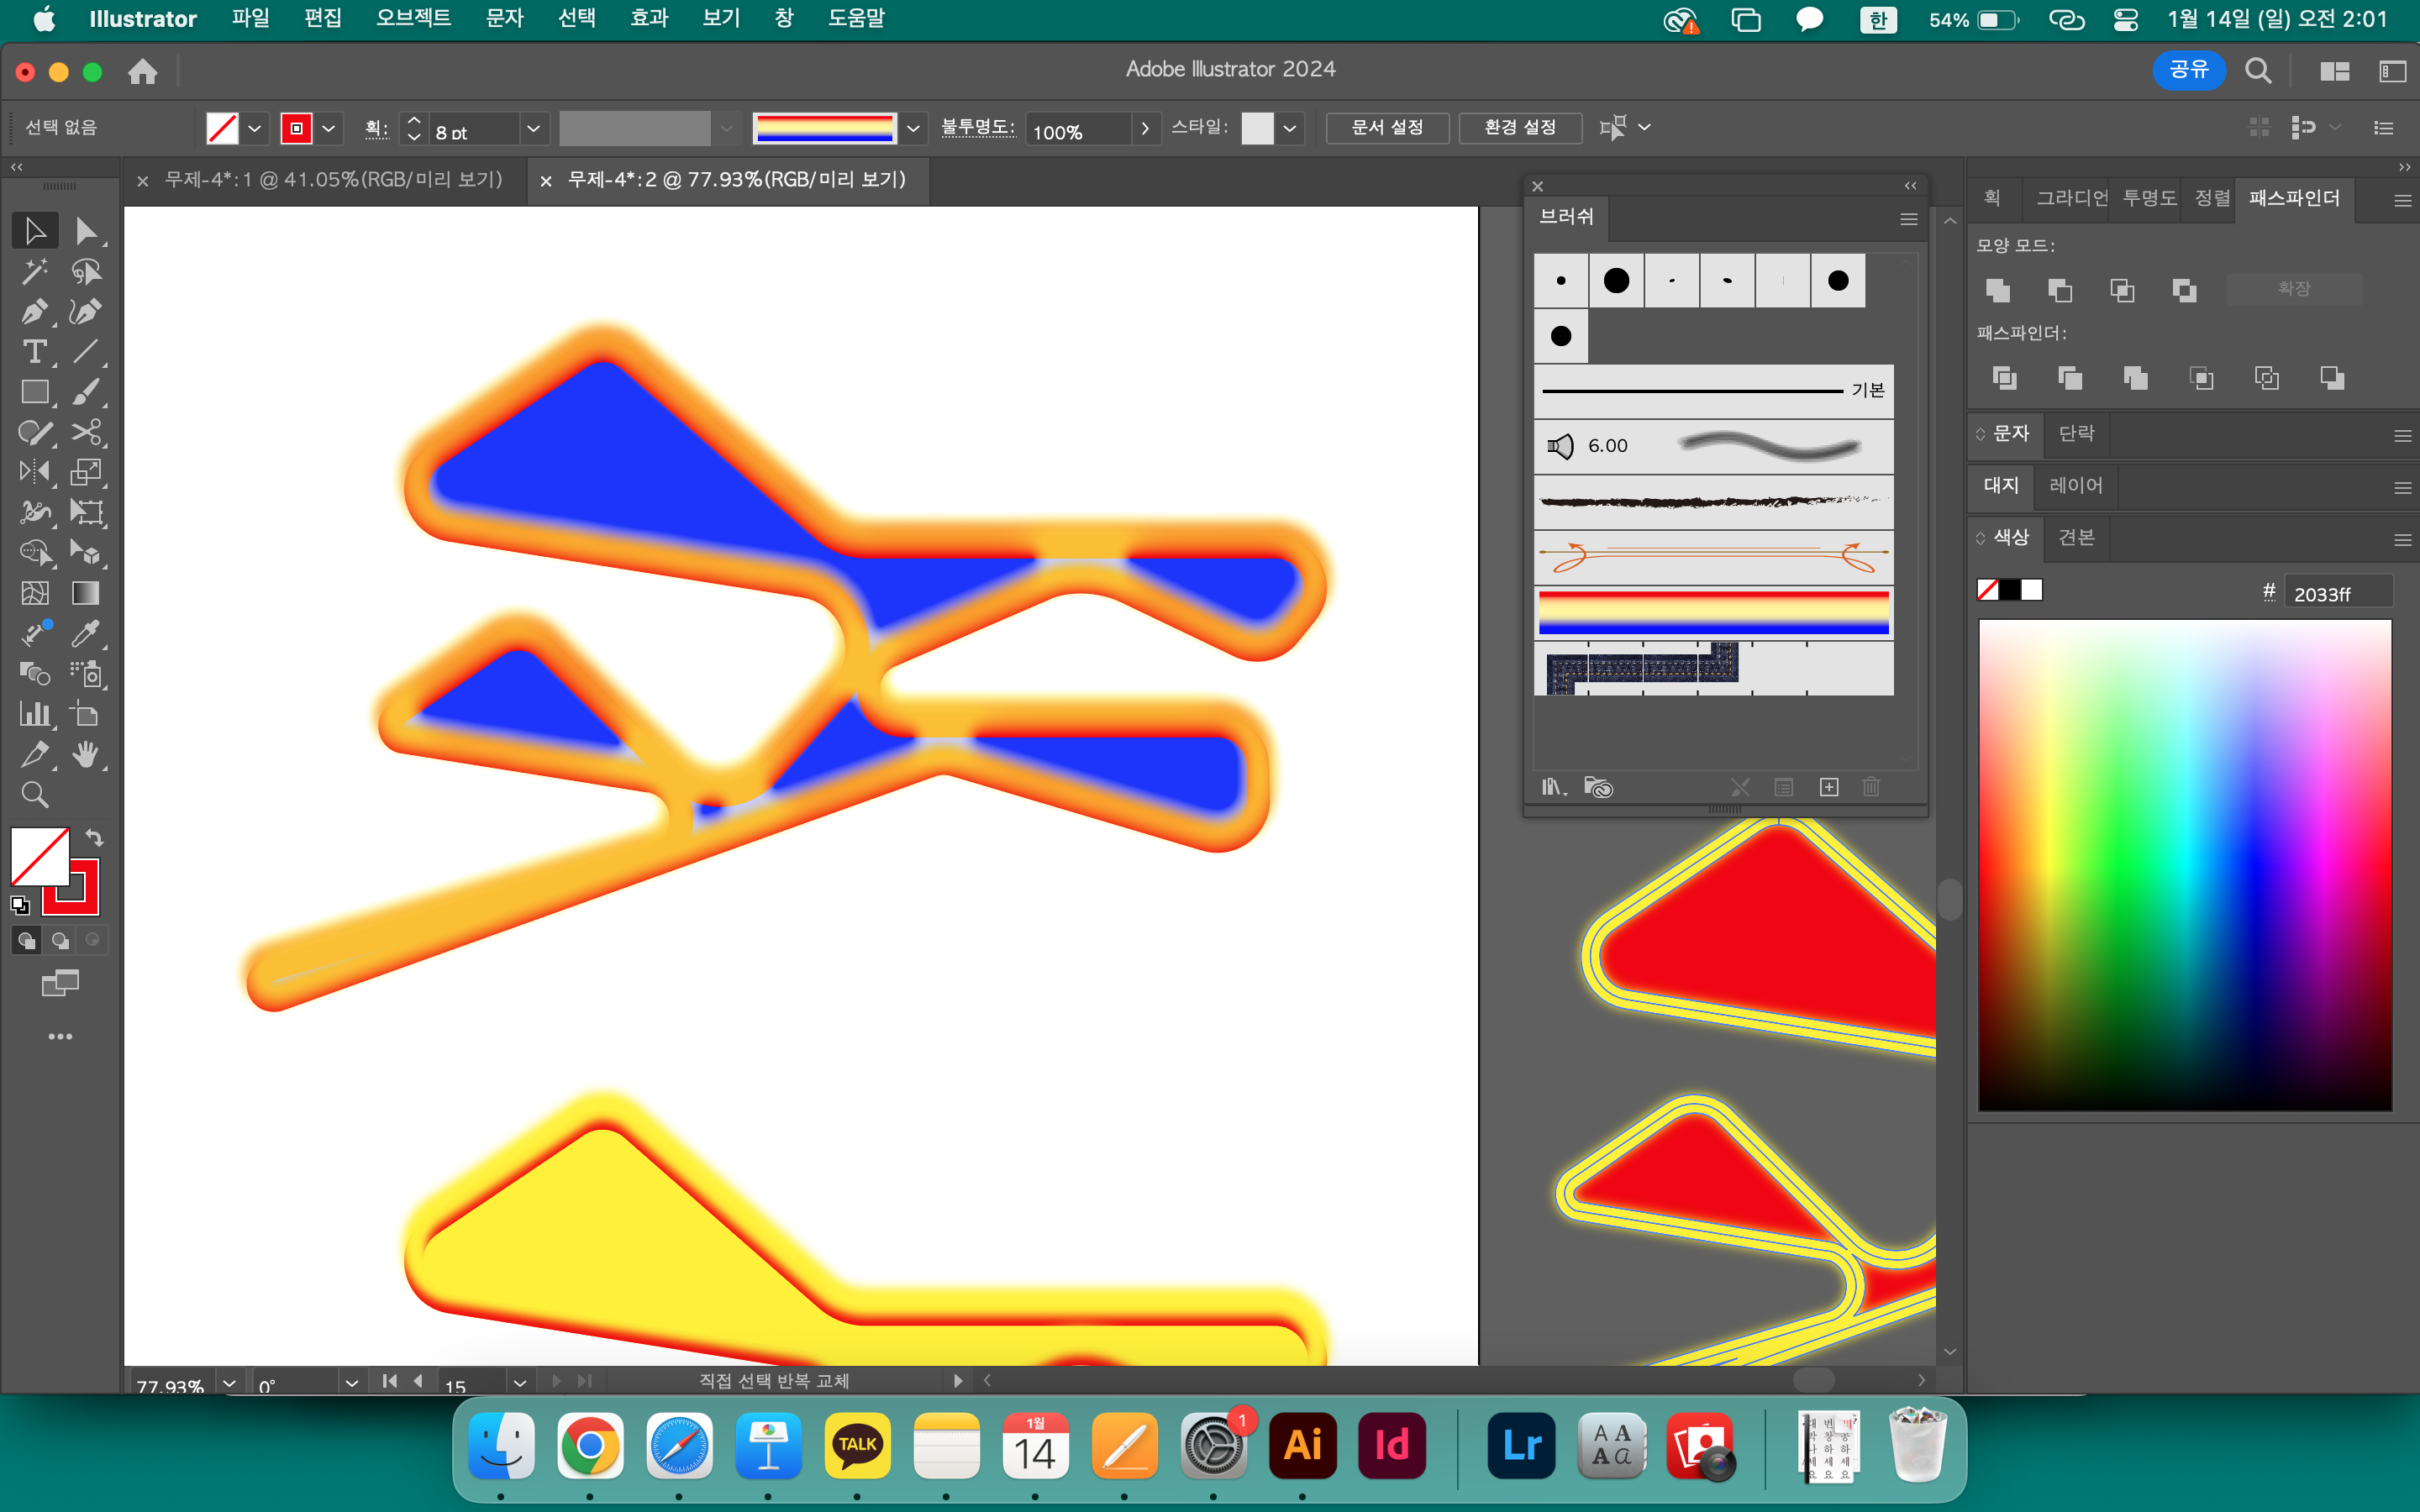 Illustrator 파일 편집 오브젝트 문자 선택 효과 보기 창 도움말 한 54% 1월 14일 (일) 오전 2:01
Adobe Illustrator 2024 공유
선택 없음 획: 8 pt 불투명도: 100% 스타일: 문서 설정 환경 설정
무제-4*:1 @ 41.05%(RGB/미리 보기) 무제-4*:2 @ 77.93%(RGB/미리 보기)
브러쉬
기본
6.00
획 그라디언 투명도 정렬 패스파인더
모양 모드:
확장
패스파인더:
문자 단락
대지 레이어
색상 견본
# 2033ff
77.93% 0° 15 직접 선택 반복 교체
TALK
1월
14
1
Ai
Id
Lr
A A
A a